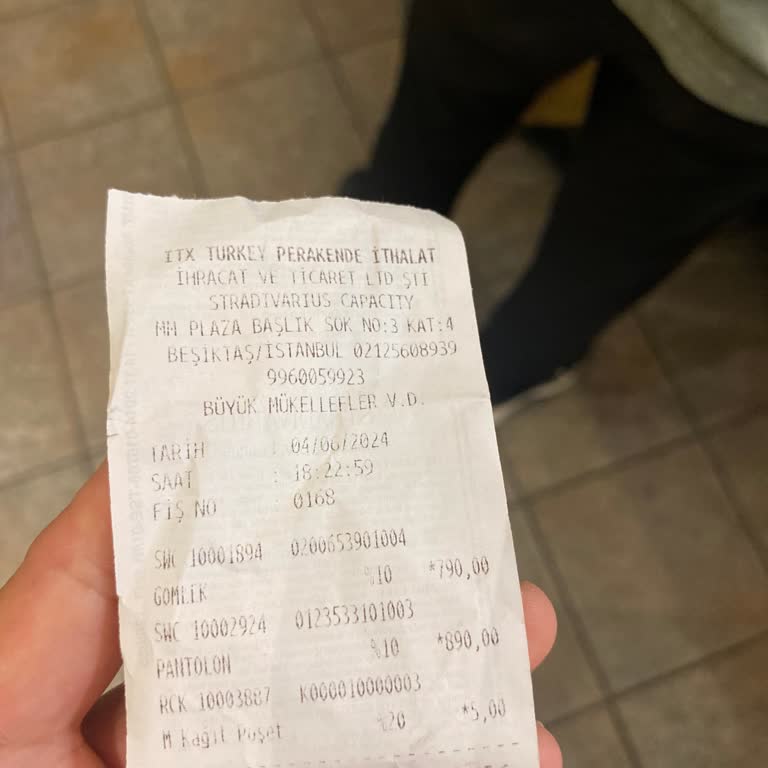 ITX TURKEY PERAKENDE İTHALAT
İHRACAT VE TİCARET LTD ŞTİ
STRADIVARIUS CAPACITY
MM PLAZA BAŞLIK SOK NO:3 KAT:4
BEŞİKTAŞ/İSTANBUL 02125608939
9960059923
BÜYÜK MÜKELLEFLER V.D.
TARİH : 04/06/2024
SAAT : 18:22:59
FİŞ NO 0168
SWC 10001894 0200653901004
GOMLEK %10 *790,00
SWC 10002924 0123533101003
PANTOLON %10 *890,00
RCK 10003887 K000010000003
M Kağıt Poşet %20 *5,00